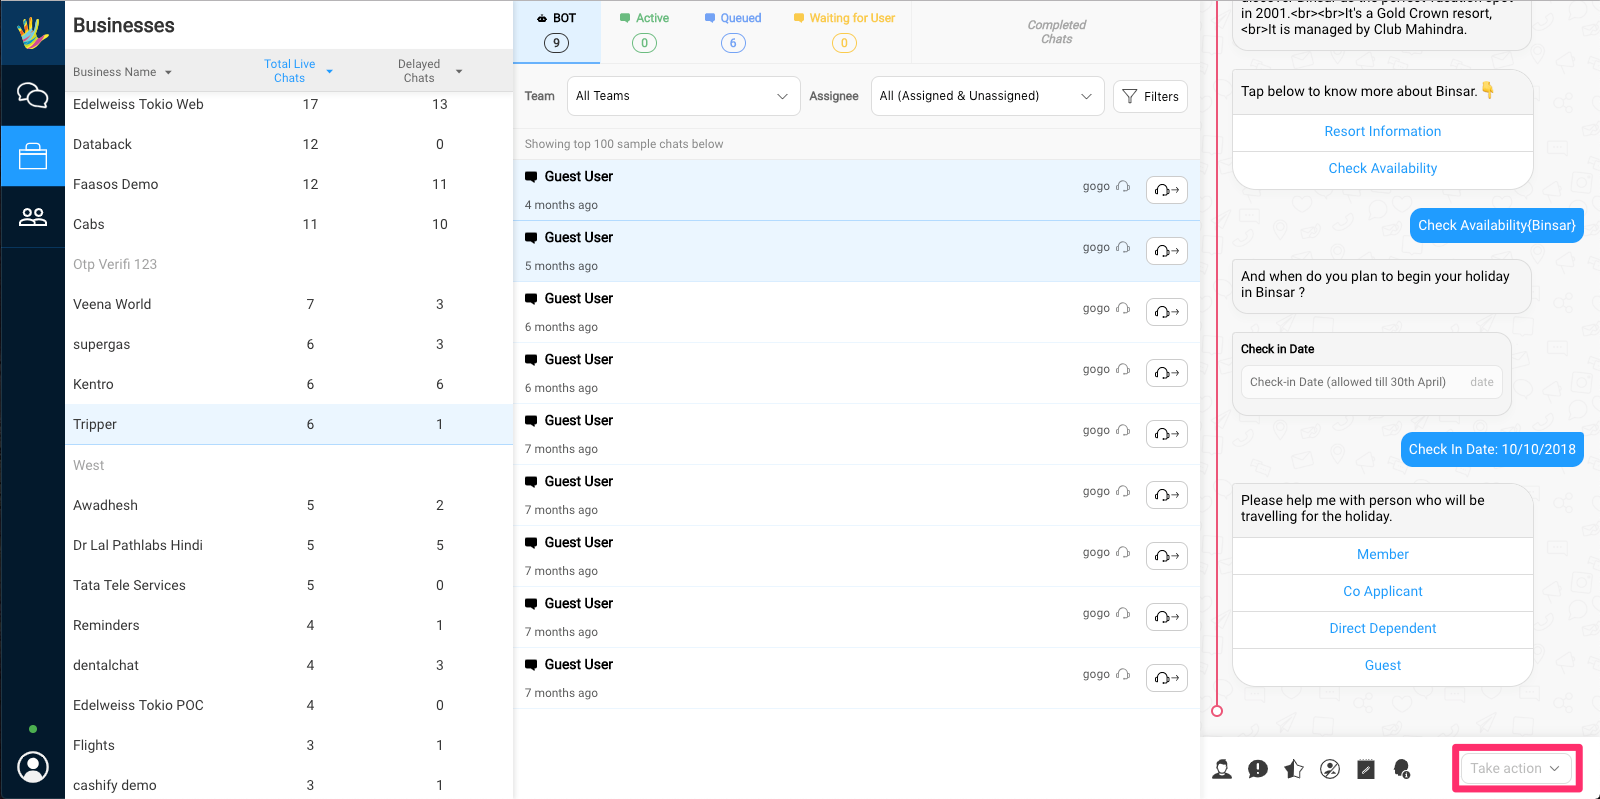 Businesses
Business Name
Total Live
Chats
Delayed
Chats
Edelweiss Tokio Web 17 13
Databack 12 0
Faasos Demo 12 11
Cabs 11 10
Otp Verifi 123
Veena World 7 3
supergas 6 3
Kentro 6 6
Tripper 6 1
West
Awadhesh 5 2
Dr Lal Pathlabs Hindi 5 5
Tata Tele Services 5 0
Reminders 4 1
dentalchat 4 3
Edelweiss Tokio POC 4 0
Flights 3 1
cashify demo 3 1
BOT
9
Active
0
Queued
6
Waiting for User
0
Completed
Chats
Team All Teams Assignee All (Assigned & Unassigned) Filters
Showing top 100 sample chats below
Guest User
gogo
4 months ago
Guest User
gogo
5 months ago
Guest User
gogo
6 months ago
Guest User
gogo
6 months ago
Guest User
gogo
7 months ago
Guest User
gogo
7 months ago
Guest User
gogo
7 months ago
Guest User
gogo
7 months ago
Guest User
gogo
7 months ago
in 2001.<br><br>It's a Gold Crown resort,
<br>It is managed by Club Mahindra.
Tap below to know more about Binsar.
Resort Information
Check Availability
Check Availability{Binsar}
And when do you plan to begin your holiday
in Binsar ?
Check in Date
Check-in Date (allowed till 30th April) date
Check In Date: 10/10/2018
Please help me with person who will be
travelling for the holiday.
Member
Co Applicant
Direct Dependent
Guest
Take action